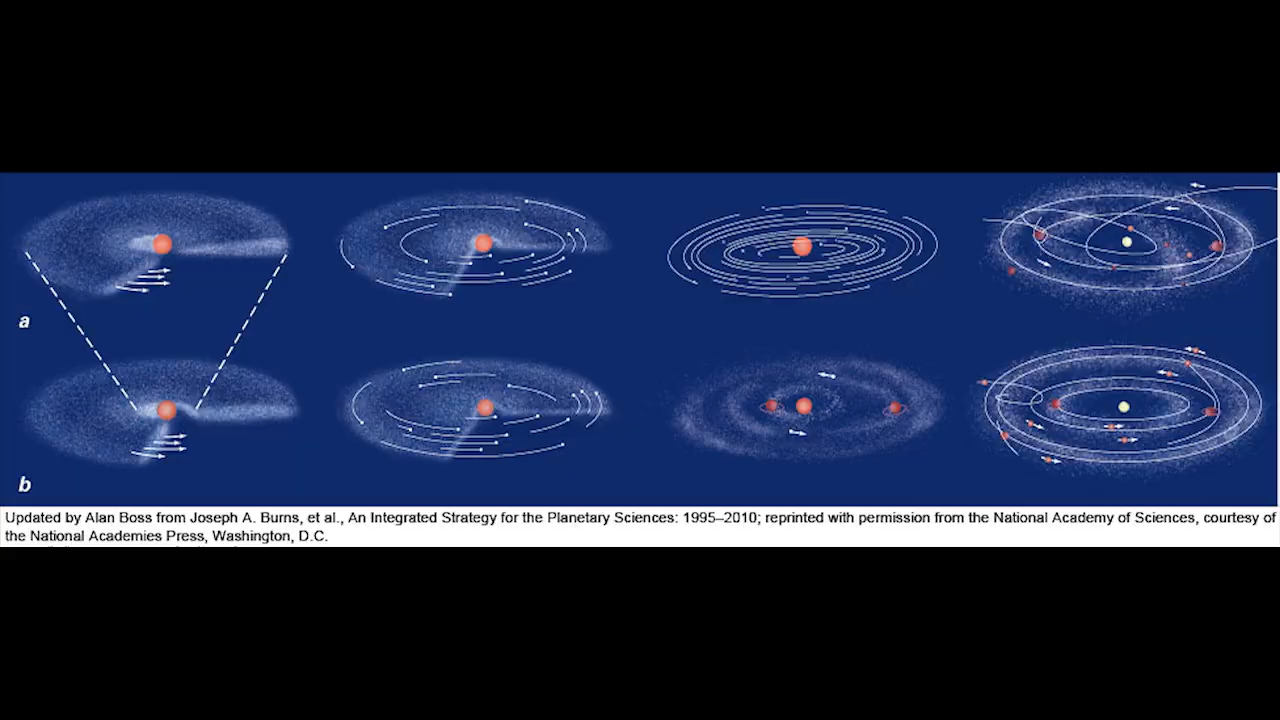 a
b
Updated by Alan Boss from Joseph A. Burns, et al., An Integrated Strategy for the Planetary Sciences: 1995–2010; reprinted with permission from the National Academy of Sciences, courtesy of
the National Academies Press, Washington, D.C.